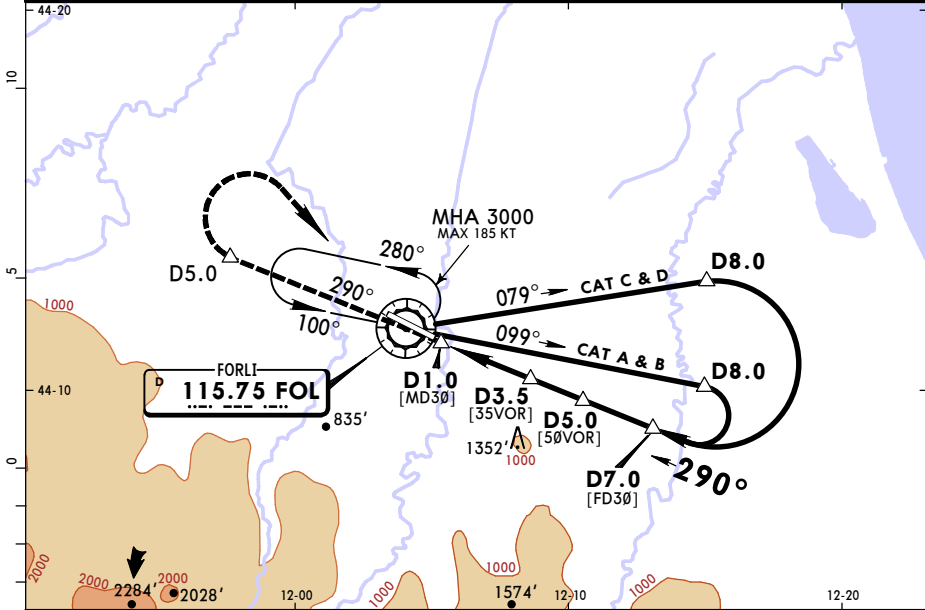 44-20
10
MHA 3000
MAX 185 KT
280°
D5.0
290°
100°
079°
CAT C & D
D8.0
5
1000
099°
CAT A & B
D8.0
FORLI
D
115.75 FOL
44-10
D1.0
[MD3Ø]
D3.5
[35VOR]
D5.0
[5ØVOR]
835'
1352'
1000
0
D7.0
[FD3Ø]
290°
2000
2000
2284'
2000
2028'
12-00
1000
1000
1574'
12-10
1000
12-20